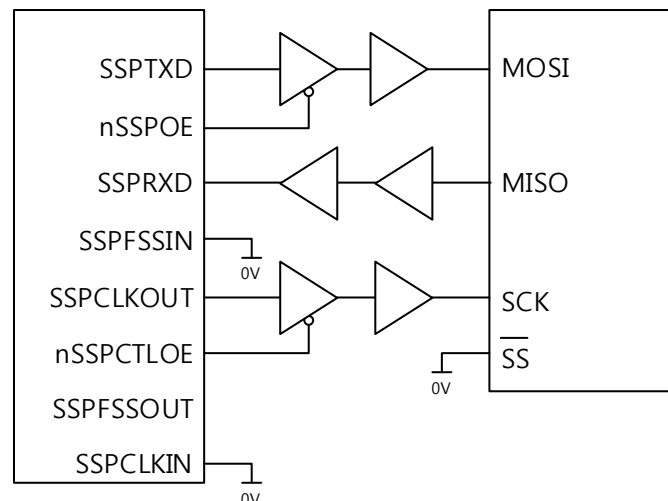 SSPTXD
MOSI
nSSPOE
SSPRXD
MISO
SSPFSSIN
0V
SSPCLKOUT
SCK
nSSPCTLOE
SS
0V
SSPFSSOUT
SSPCLKIN
0V